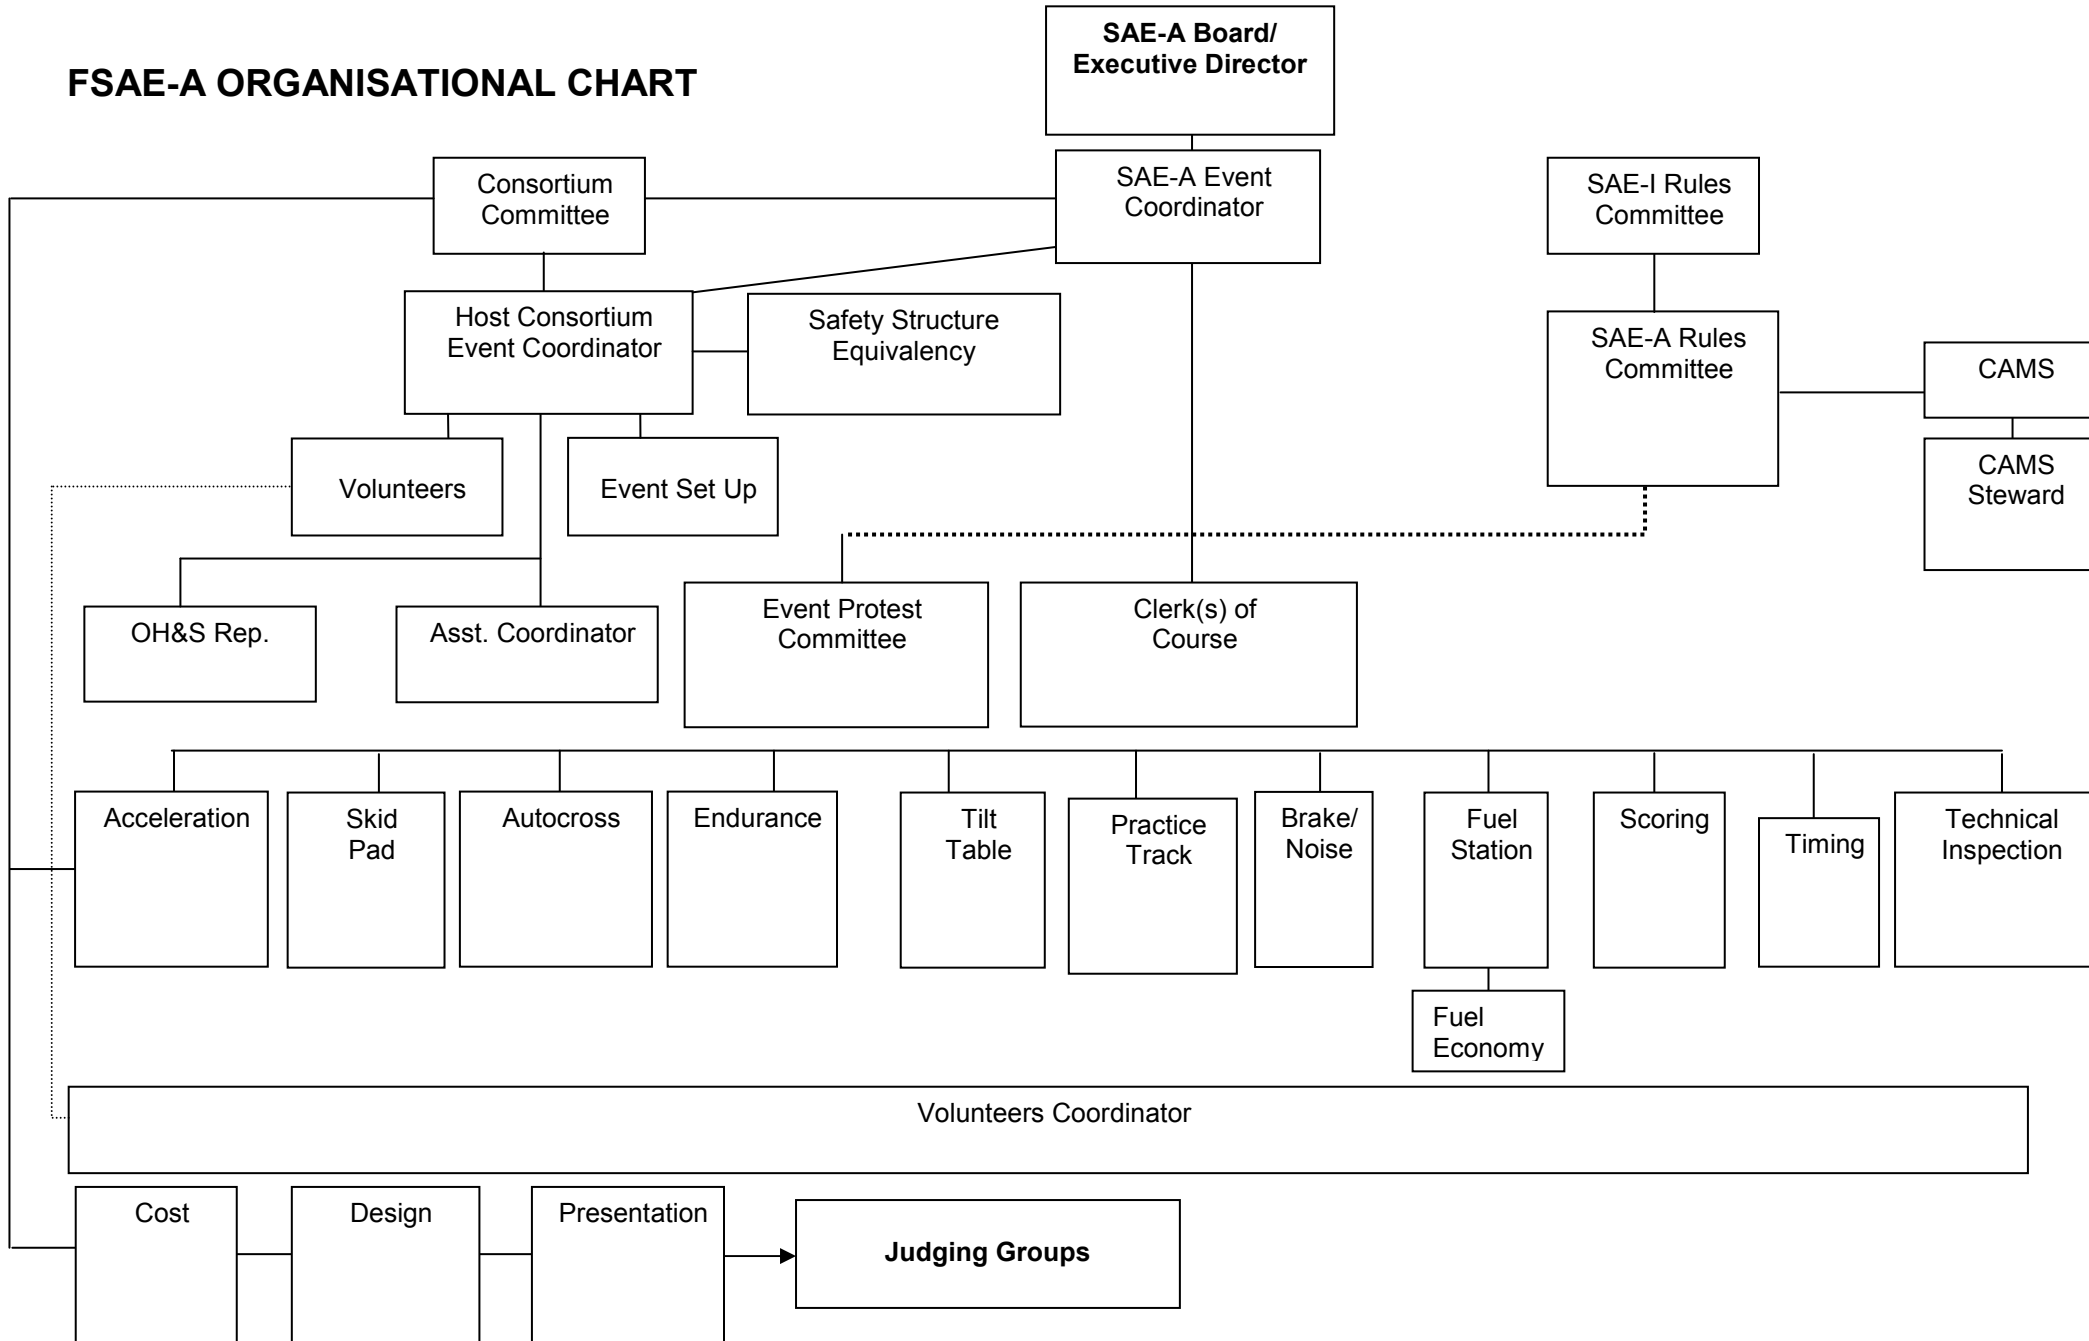 SAE-A Board/
Executive Director
FSAE-A ORGANISATIONAL CHART
Consortium
Committee
SAE-A Event
Coordinator
SAE-I Rules
Committee
Host Consortium
Event Coordinator
Safety Structure
Equivalency
SAE-A Rules
Committee
CAMS
CAMS
Steward
Volunteers
Event Set Up
OH&S Rep.
Asst. Coordinator
Event Protest
Committee
Clerk(s) of
Course
Acceleration
Skid
Pad
Autocross
Endurance
Tilt
Table
Practice
Track
Brake/
Noise
Fuel
Station
Scoring
Timing
Technical
Inspection
Fuel
Economy
Volunteers Coordinator
Cost
Design
Presentation
Judging Groups